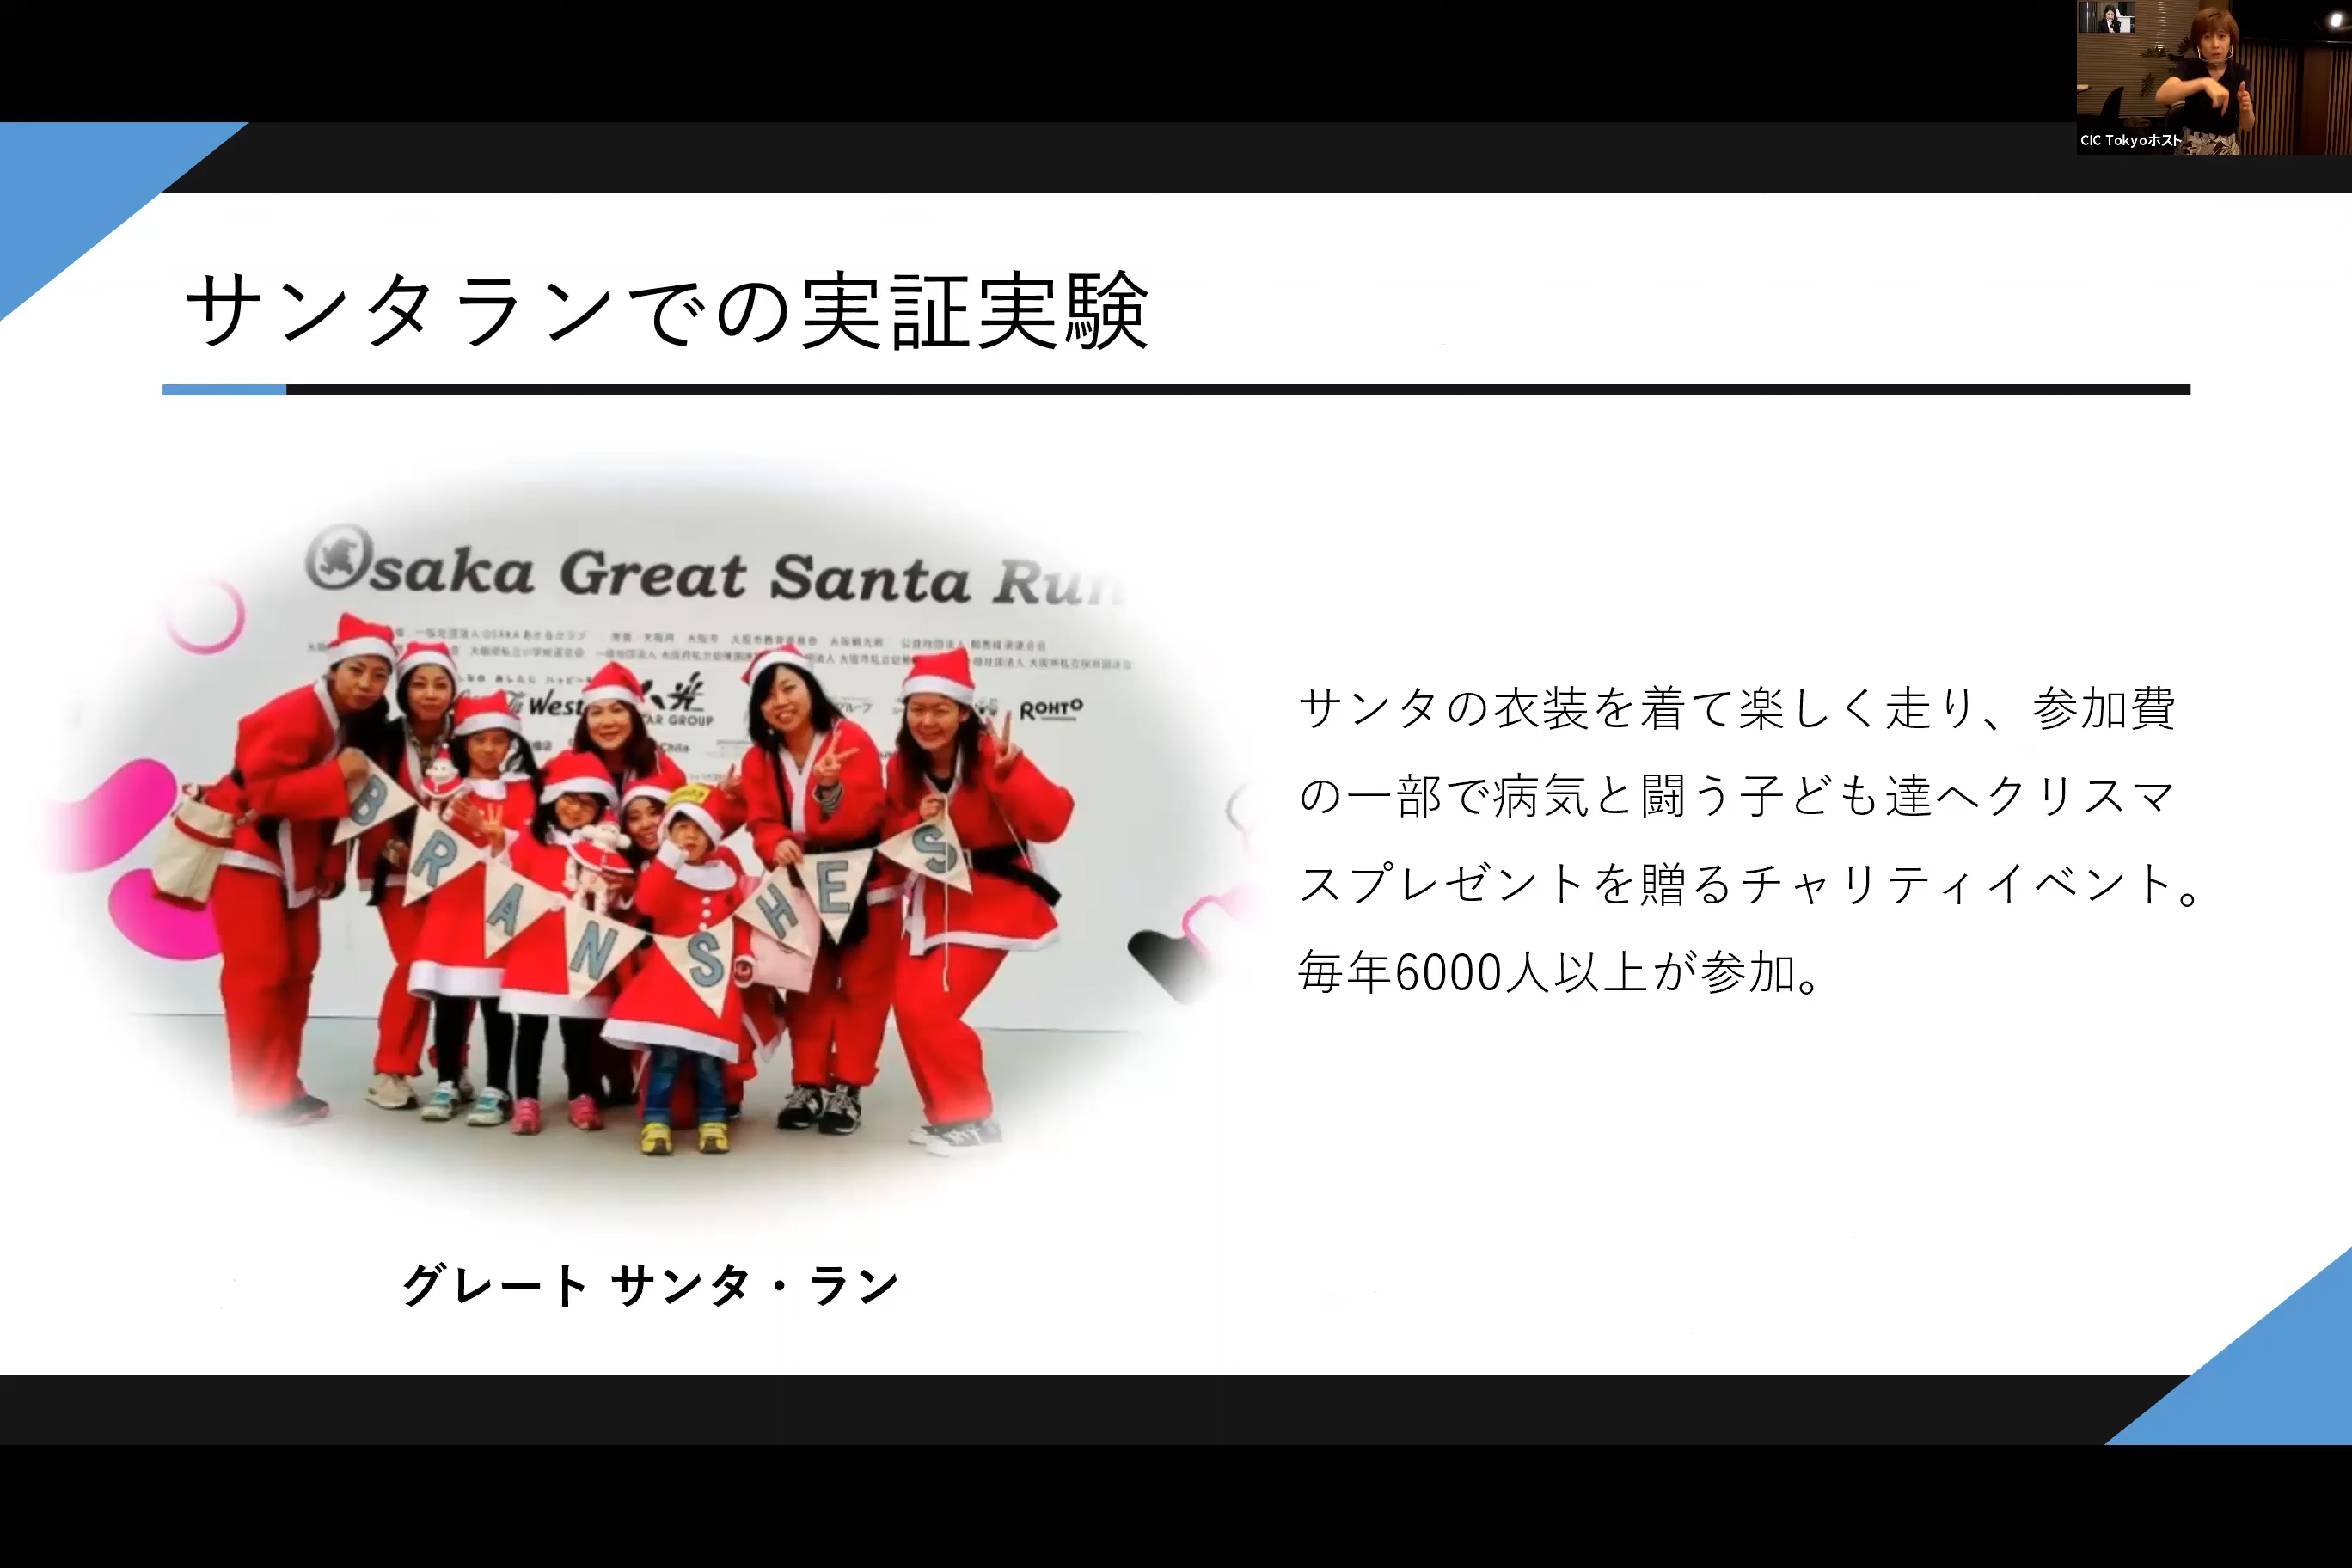 CIC Tokyoホスト
サンタランでの実証実験
Osaka Great Santa Run
West
TAR GROUP
ROHTO
Chila
BRANSHES
サンタの衣装を着て楽しく走り、参加費
の一部で病気と闘う子ども達へクリスマ
スプレゼントを贈るチャリティイベント。
毎年6000人以上が参加。
グレート サンタ・ラン